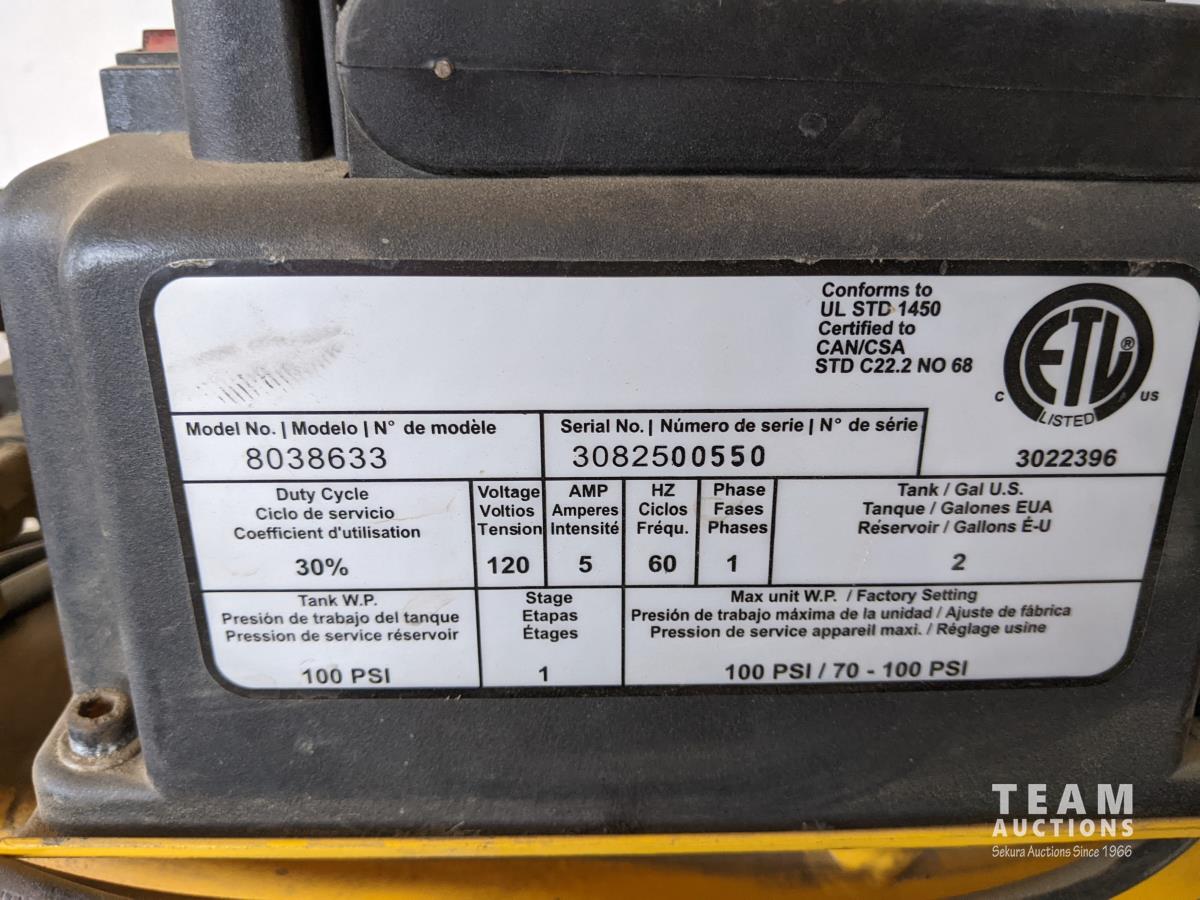 Conforms to
UL STD 1450
Certified to
CAN/CSA
STD C22.2 NO 68
ETL ®
C US
LISTED
3022396
Model No. | Modelo | N° de modèle
8038633
Serial No. | Número de serie | N° de série
3082500550
Duty Cycle
Ciclo de servicio
Coefficient d'utilisation
30%
Voltage
Voltios
Tension
120
AMP
Amperes
Intensité
5
HZ
Ciclos
Fréqu.
60
Phase
Fases
Phases
1
Tank / Gal U.S.
Tanque / Galones EUA
Réservoir / Gallons É-U
2
Tank W.P.
Presión de trabajo del tanque
Pression de service réservoir
100 PSI
Stage
Etapas
Étages
1
Max unit W.P. / Factory Setting
Presión de trabajo máxima de la unidad / Ajuste de fábrica
Pression de service appareil maxi. / Réglage usine
100 PSI / 70 - 100 PSI
TEAM
AUCTIONS
Sekura Auctions Since 1966